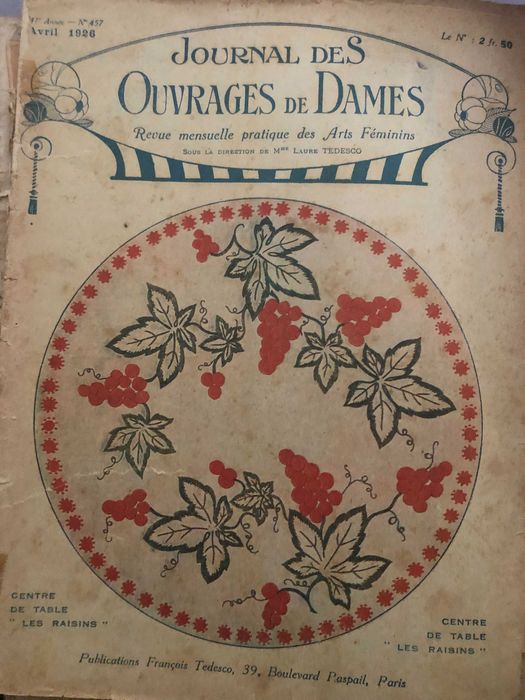 Année — N° 457
Avril 1926
Le N° : 2 fr. 50
JOURNAL DES
OUVRAGES DE DAMES
Revue mensuelle pratique des Arts Féminins
SOUS LA DIRECTION DE MME LAURE TEDESCO
CENTRE
DE TABLE
" LES RAISINS "
CENTRE
DE TABLE
" LES RAISINS "
Publications François Tedesco, 39, Boulevard Raspail, Paris